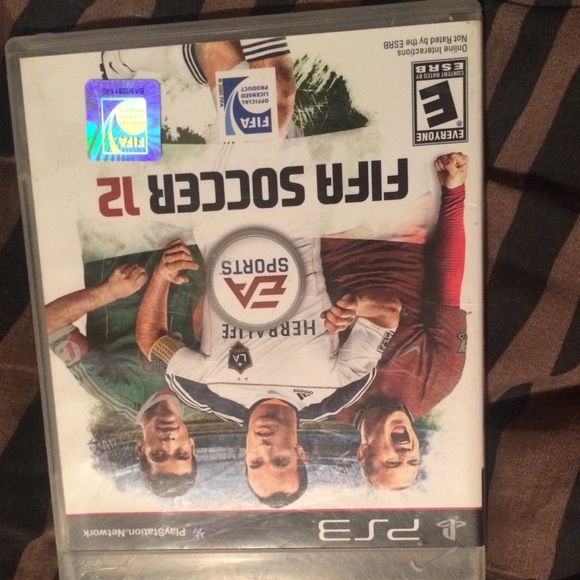 PS3
PlayStation.Network
LA
HERBALIFE
EA
SPORTS
FIFA SOCCER 12
EVERYONE
E
CONTENT RATED BY
ESRB
FIFA
OFFICIAL
LICENSED
PRODUCT
FIFA
Online Interactions
Not Rated by the ESRB